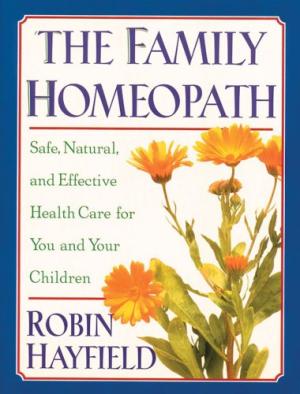 THE FAMILY
HOMEOPATH
Safe, Natural,
and Effective
Health Care for
You and Your
Children
ROBIN
HAYFIELD